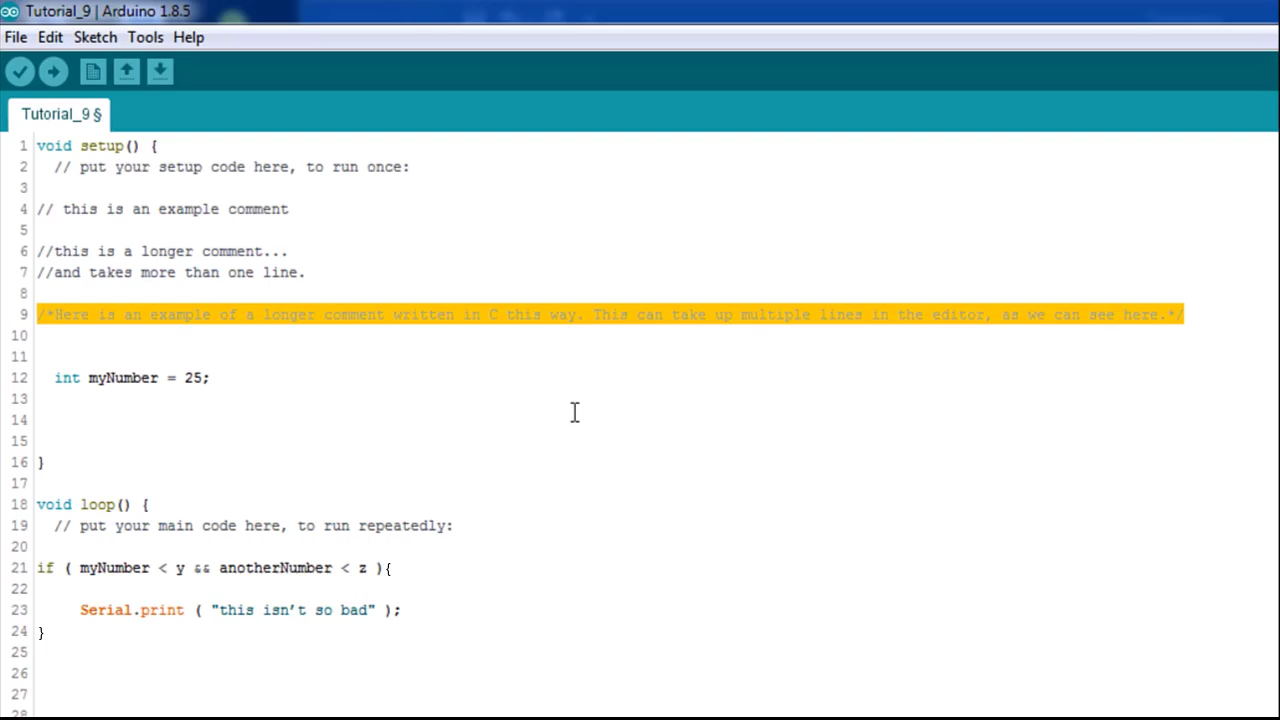 Tutorial_9 | Arduino 1.8.5
File Edit Sketch Tools Help
Tutorial_9 §
1 void setup() {
2 // put your setup code here, to run once:
3
4 // this is an example comment
5
6 //this is a longer comment...
7 //and takes more than one line.
8
9 /*Here is an example of a longer comment written in C this way. This can take up multiple lines in the editor, as we can see here.*/
10
11
12 int myNumber = 25;
13
14
15
16 }
17
18 void loop() {
19 // put your main code here, to run repeatedly:
20
21 if ( myNumber < y && anotherNumber < z ){
22
23 Serial.print ( "this isn’t so bad" );
24 }
25
26
27
28